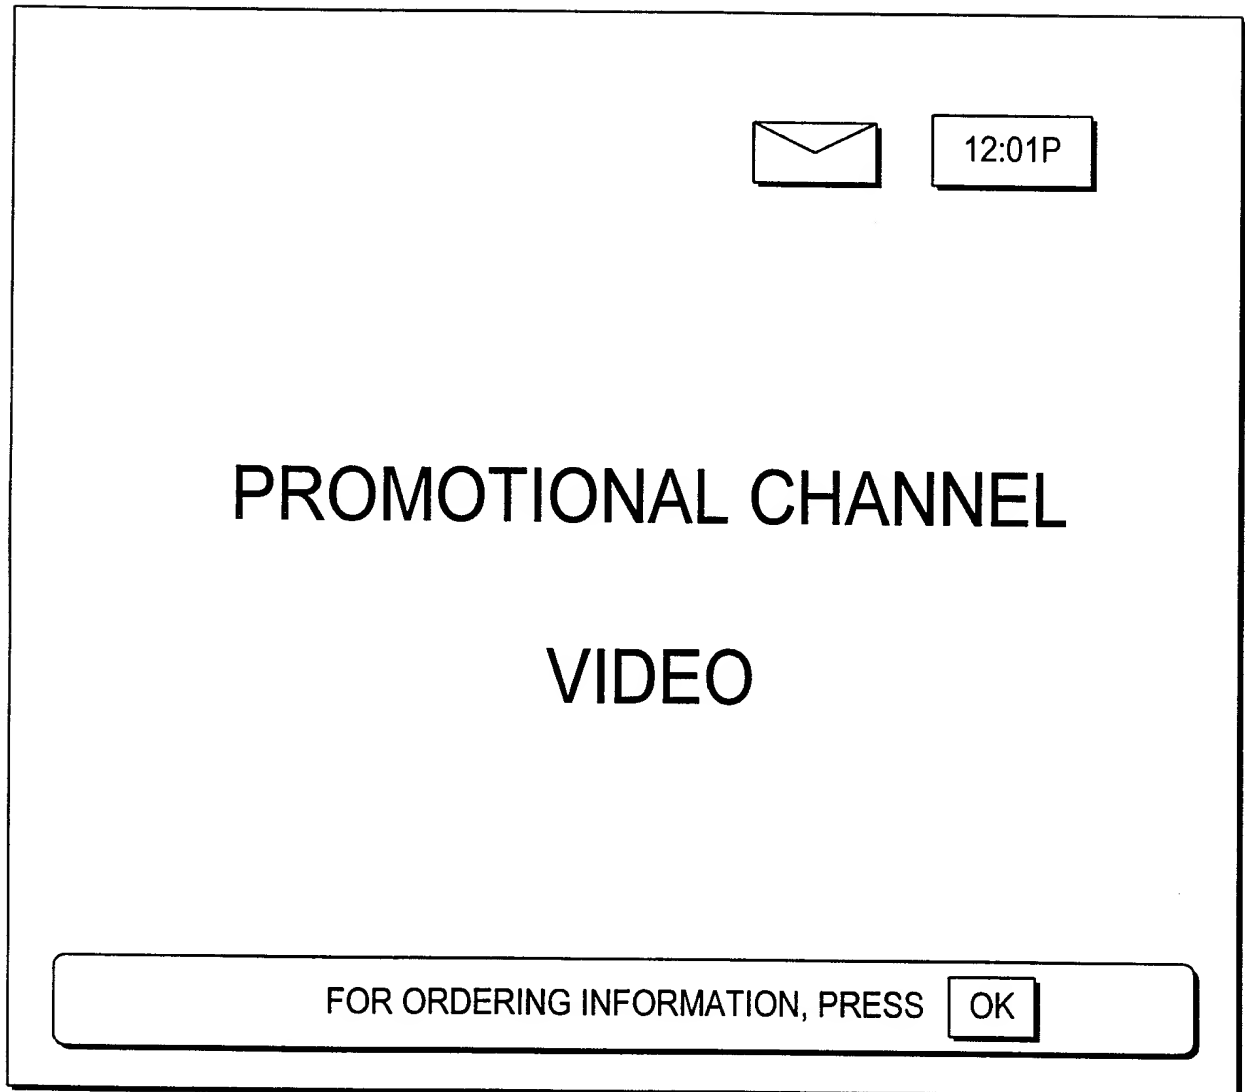 12:01P
PROMOTIONAL CHANNEL
VIDEO
FOR ORDERING INFORMATION, PRESS OK